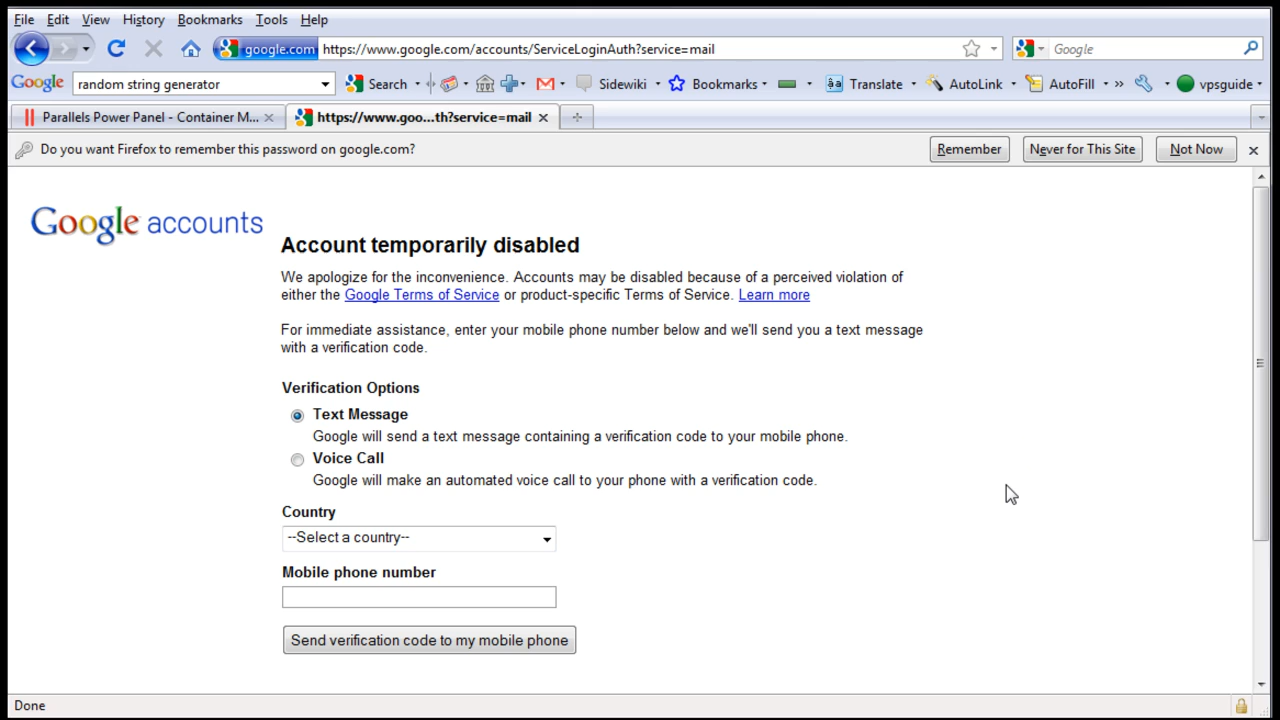 File Edit View History Bookmarks Tools Help
google.com https://www.google.com/accounts/ServiceLoginAuth?service=mail Google
Google random string generator Search Sidewiki Bookmarks Translate AutoLink AutoFill » vpsguide
Parallels Power Panel - Container M... https://www.goo...th?service=mail
Do you want Firefox to remember this password on google.com? Remember Never for This Site Not Now
Google accounts
Account temporarily disabled
We apologize for the inconvenience. Accounts may be disabled because of a perceived violation of
either the Google Terms of Service or product-specific Terms of Service. Learn more
For immediate assistance, enter your mobile phone number below and we'll send you a text message
with a verification code.
Verification Options
Text Message
Google will send a text message containing a verification code to your mobile phone.
Voice Call
Google will make an automated voice call to your phone with a verification code.
Country
--Select a country--
Mobile phone number
Send verification code to my mobile phone
Done